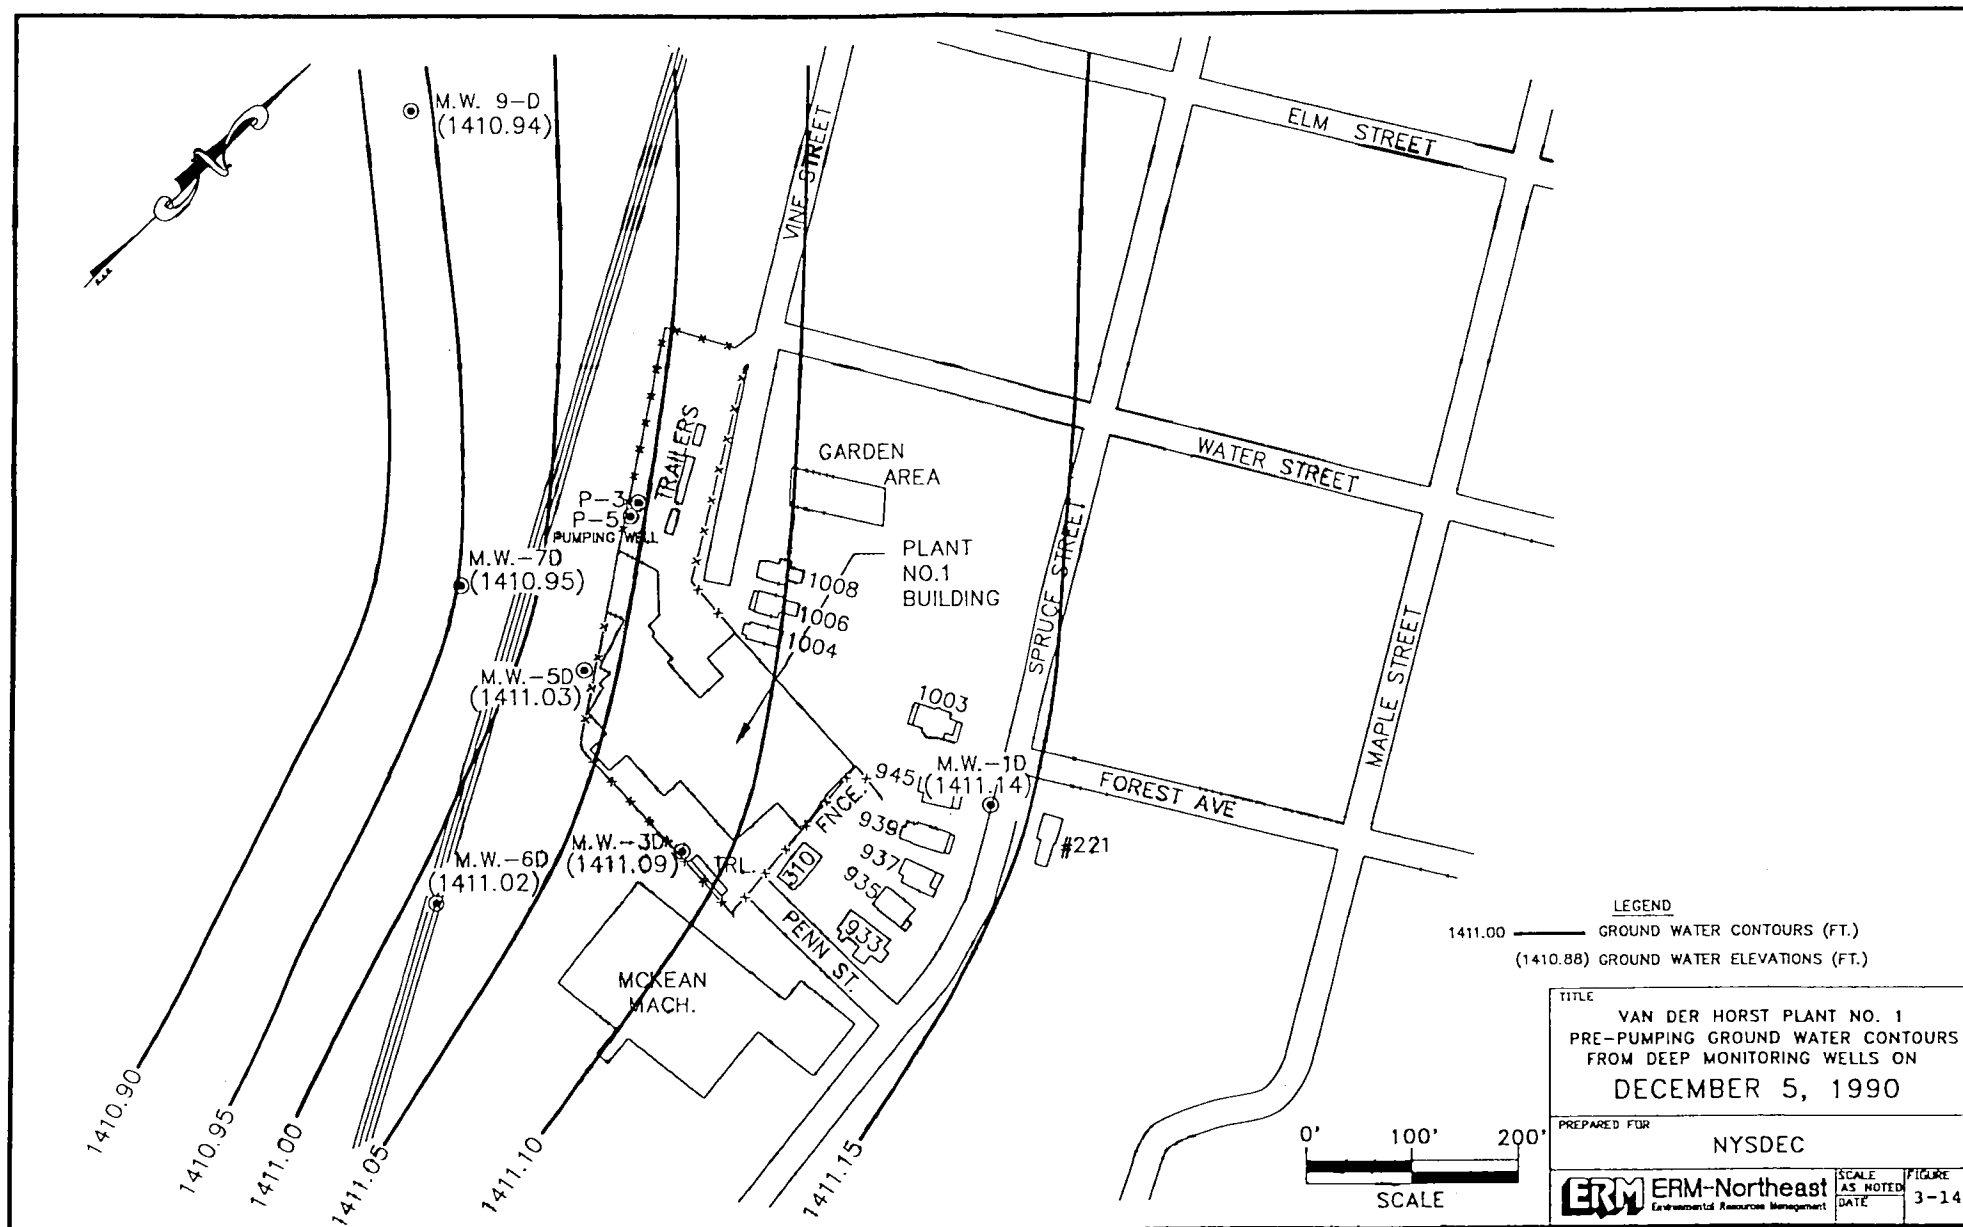 M.W. 9-D
(1410.94)
VINE STREET
ELM STREET
TRAILERS
GARDEN
AREA
WATER STREET
P-3
P-5
PUMPING WELL
M.W.-7D
(1410.95)
PLANT
NO.1
BUILDING
1008
1006
1004
SPRUCE STREET
MAPLE STREET
M.W.-5D
(1411.03)
1003
M.W.-1D
(1411.14)
945
FOREST AVE
FNCE.
939
#221
M.W.-3D
(1411.09)
TRL.
310
937
M.W.-6D
(1411.02)
935
933
PENN ST.
MCKEAN
MACH.
LEGEND
1411.00 GROUND WATER CONTOURS (FT.)
(1410.88) GROUND WATER ELEVATIONS (FT.)
1410.90
1410.95
1411.00
1411.05
1411.10
1411.15
0' 100' 200'
SCALE
TITLE
VAN DER HORST PLANT NO. 1
PRE-PUMPING GROUND WATER CONTOURS
FROM DEEP MONITORING WELLS ON
DECEMBER 5, 1990
PREPARED FOR
NYSDEC
ERM ERM-Northeast
Environmental Resources Management
SCALE
AS NOTED
DATE
FIGURE
3-14